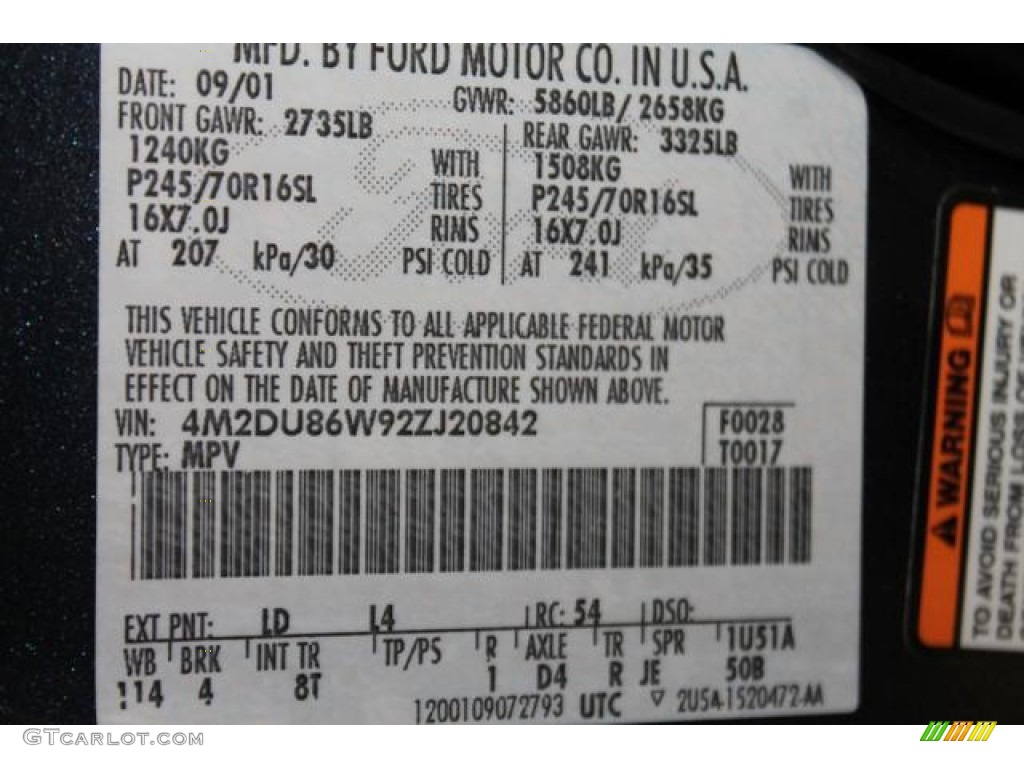 MFD. BY FORD MOTOR CO. IN U.S.A.
DATE: 09/01 GVWR: 5860LB/ 2658KG
FRONT GAWR: 2735LB REAR GAWR: 3325LB
1240KG WITH 1508KG WITH
P245/70R16SL TIRES P245/70R16SL TIRES
16X7.0J RIMS 16X7.0J RIMS
AT 207 kPa/30 PSI COLD AT 241 kPa/35 PSI COLD
THIS VEHICLE CONFORMS TO ALL APPLICABLE FEDERAL MOTOR
VEHICLE SAFETY AND THEFT PREVENTION STANDARDS IN
EFFECT ON THE DATE OF MANUFACTURE SHOWN ABOVE.
VIN: 4M2DU86W92ZJ20842 F0028
TYPE: MPV T0017
EXT PNT: LD L4 RC: 54 DSO:
WB BRK INT TR TP/PS R AXLE TR SPR 1U51A
114 4 8T 1 D4 R JE 50B
1200109072793 UTC ▽ 2U5A-1520472-AA
WARNING
TO AVOID SERIOUS INJURY OR
DEATH FROM LOSS OF
GTcarlot.com